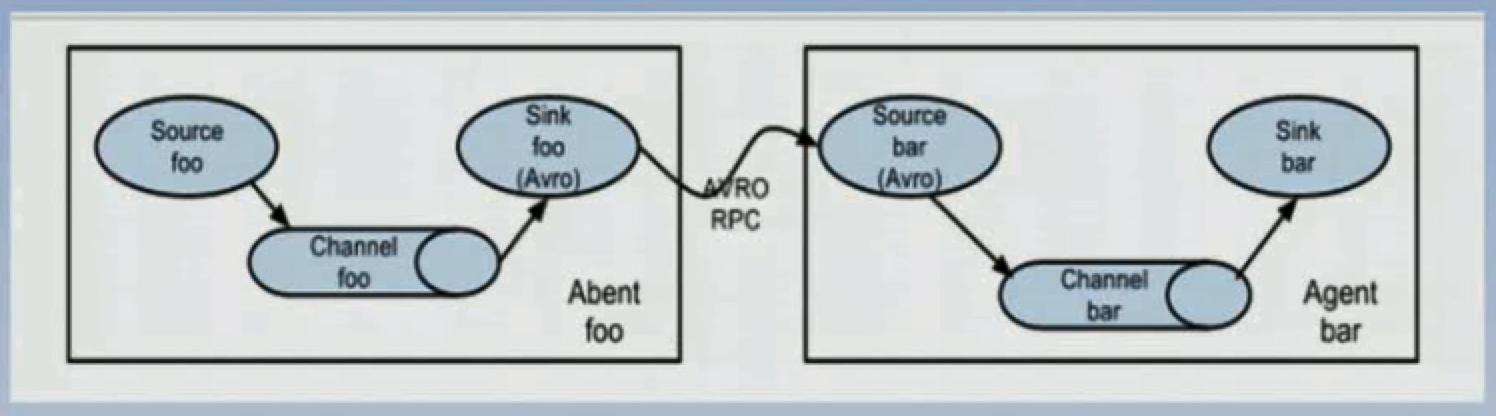 Source
foo
Sink
foo
(Avro)
Channel
foo
Abent
foo
AVRO
RPC
Source
bar
(Avro)
Sink
bar
Channel
bar
Agent
bar